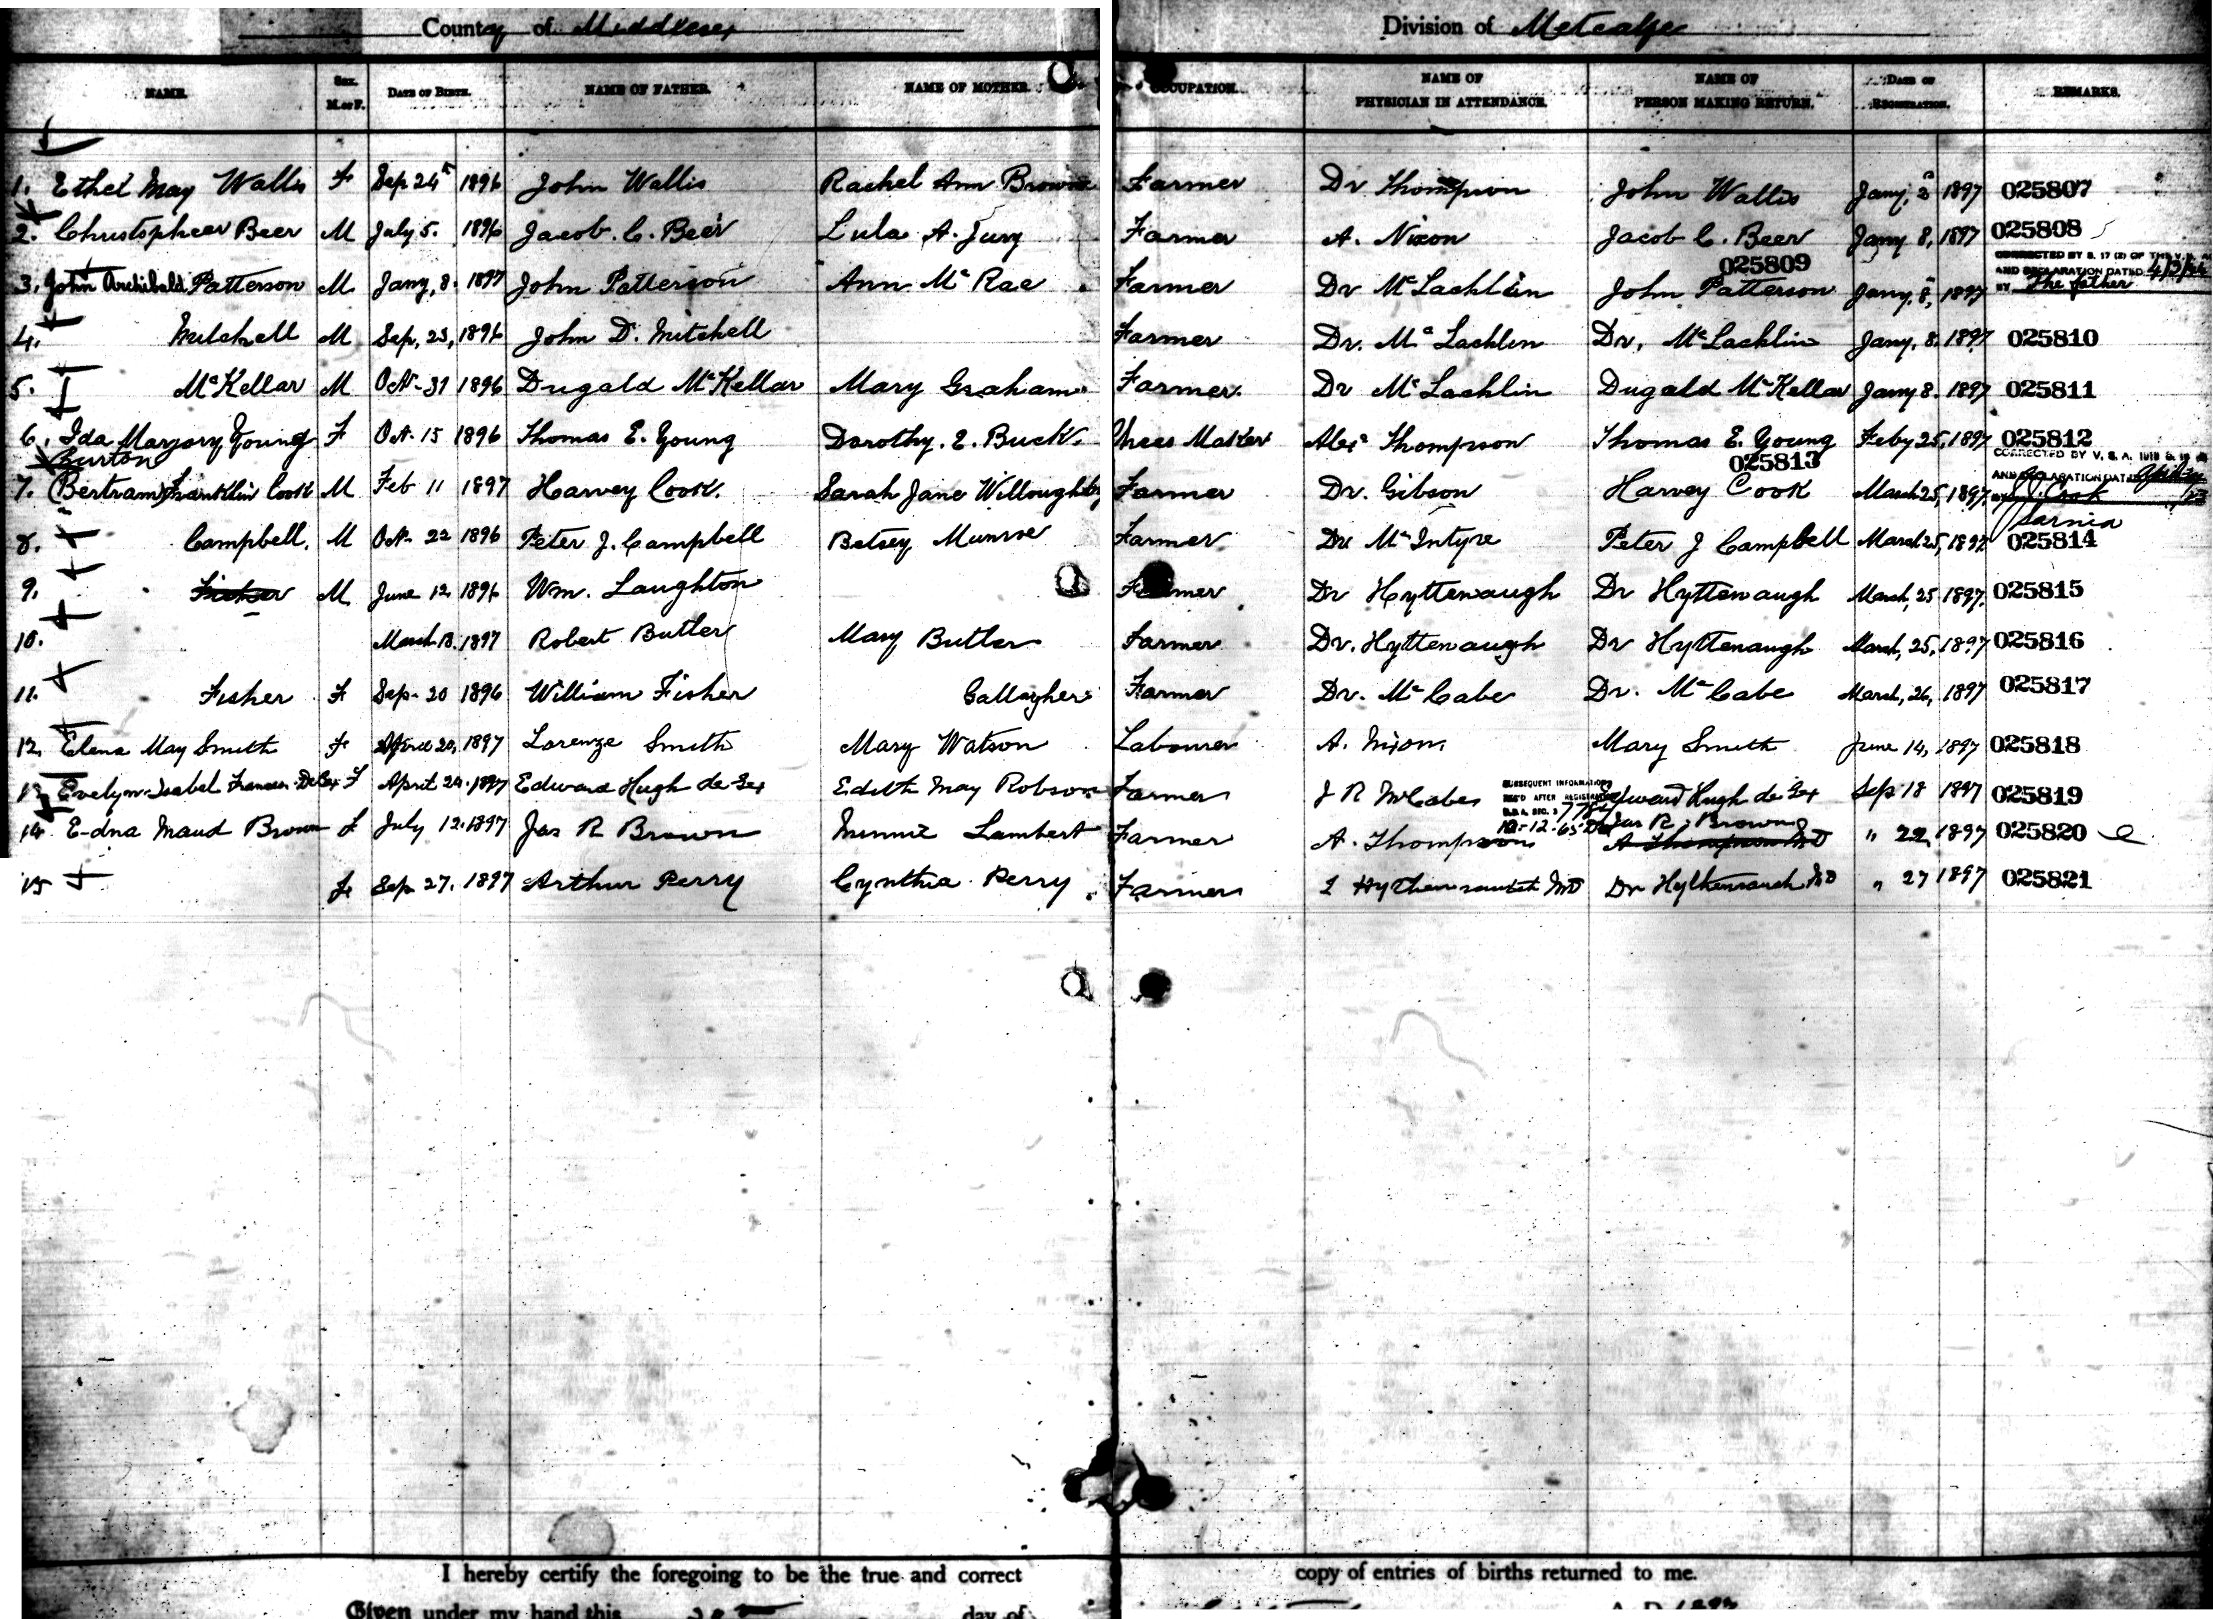 County of Middlesex Division of Metcalfe
NAME. Sex. M. or F. DATE OF BIRTH. NAME OF FATHER. NAME OF MOTHER. OCCUPATION. NAME OF PHYSICIAN IN ATTENDANCE. NAME OF PERSON MAKING RETURN. DATE OF REGISTRATION. REMARKS.
1. Ethel May Wallis F Sep 24 1896 John Wallis Rachel Ann Farmer Dr Thompson John Wallis Jany, 2 1897 025807
2. Christopheer Beer M July 5. 1896 Jacob. C. Beer Lula A. Jury Farmer A. Nixon Jacob C. Beer Jany 8, 1897 025808
025809 CORRECTED BY S. 17 (2) OF THE V.S.
3. John Archibald Patterson M Jany, 8. 1897 John Patterson Ann McRae Farmer Dr McLachlin John Patterson Jany, 8, 1897 AND DECLARATION DATED BY The father
4. Mitchell M Sep, 25, 1896 John D. Mitchell Farmer Dr. McLachlin Dr. McLachlin Jany. 8. 1897 025810
5. McKellar M Oct 31 1896 Dugald McKellar Mary Graham Farmer. Dr McLachlin Dugald McKellar Jany 8. 1897 025811
6. Ida Marjory Young F Oct. 15 1896 Thomas E. Young Dorothy. E. Buck. Chees Maker Alex Thompson Thomas E. Young Feby 25, 1897 025812
Burton 025813 CORRECTED BY V. S. A. 1919 S.
7. Bertram Franklin Cook M Feb 11 1897 Harvey Cook. Sarah Jane Willoughby Farmer Dr. Gibson Harvey Cook March 25, 1897 AND DECLARATION DATED April BY J. Cook
Sarnia
8. Campbell. M Oct 22 1896 Peter J. Campbell Betsey Munroe Farmer Dr McIntyre Peter J Campbell March 25, 1897 025814
9. Fisher M June 12 1896 Wm. Laughton Farmer Dr Hyttenaugh Dr Hyttenaugh March, 25 1897. 025815
10. March 13. 1897 Robert Butler Mary Butler Farmer Dr. Hyttenaugh Dr Hyttenaugh March, 25, 1897 025816
11. Fisher F Sep- 20 1896 William Fisher Gallagher Farmer Dr. McCabe Dr. McCabe March, 26, 1897 025817
12. Elena May Smith F April 20, 1897 Lorenze Smith Mary Watson Labourer A. Nixon Mary Smith June 14, 1897 025818
13. Evelyn Isabel Frances DeGex F April 24. 1897 Edward Hugh de Gex Edith May Robson Farmer J R McCabe SUBSEQUENT INFORMATION REC'D AFTER REGISTRATION Edward Hugh de Gex Sep 18 1897 025819
10-12-65 Jas R. Brown
14 Edna Maud Brown F July 12. 1897 Jas R Brown Minnie Lambert Farmer A. Thompson A Thompson MD " 22 1897 025820
15 F Sep 27. 1897 Arthur Perry Cynthia Perry Farmer MD Dr MD " 27 1897 025821
I hereby certify the foregoing to be the true and correct copy of entries of births returned to me.
Given under my hand this day of A. D. 1897